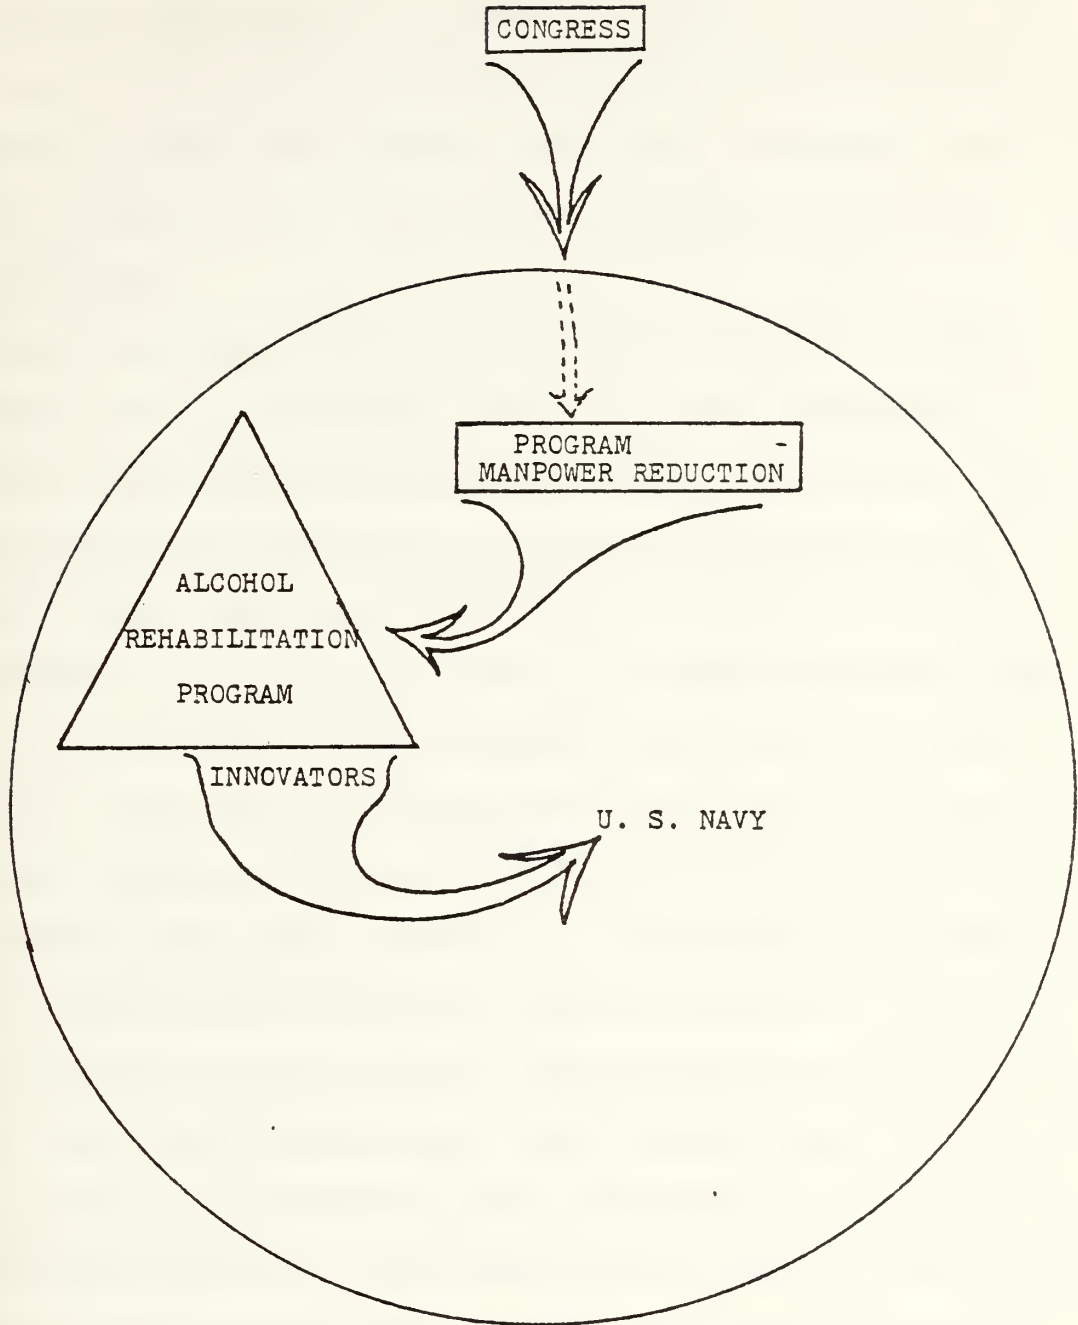 CONGRESS
PROGRAM -
MANPOWER REDUCTION
ALCOHOL
REHABILITATION
PROGRAM
INNOVATORS
U. S. NAVY